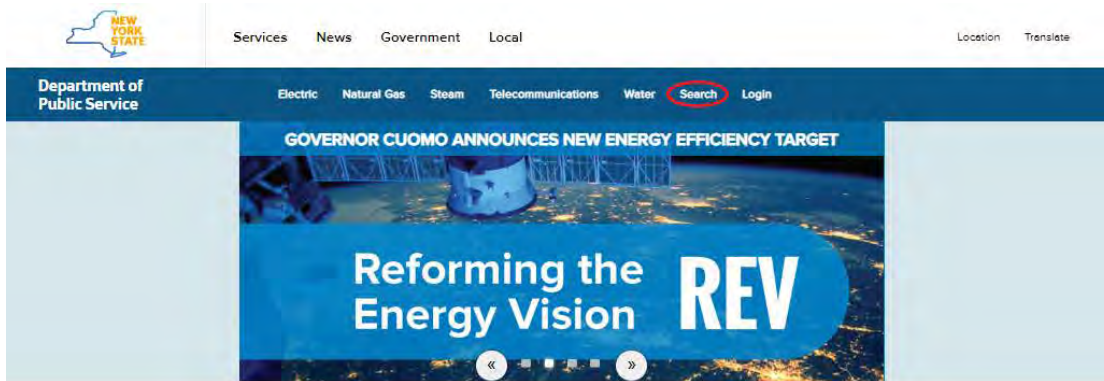 NEW
YORK
STATE
Services News Government Local
Location Translate
Department of
Public Service
Electric Natural Gas Steam Telecommunications Water Search Login
GOVERNOR CUOMO ANNOUNCES NEW ENERGY EFFICIENCY TARGET
Reforming the
Energy Vision
REV
« »